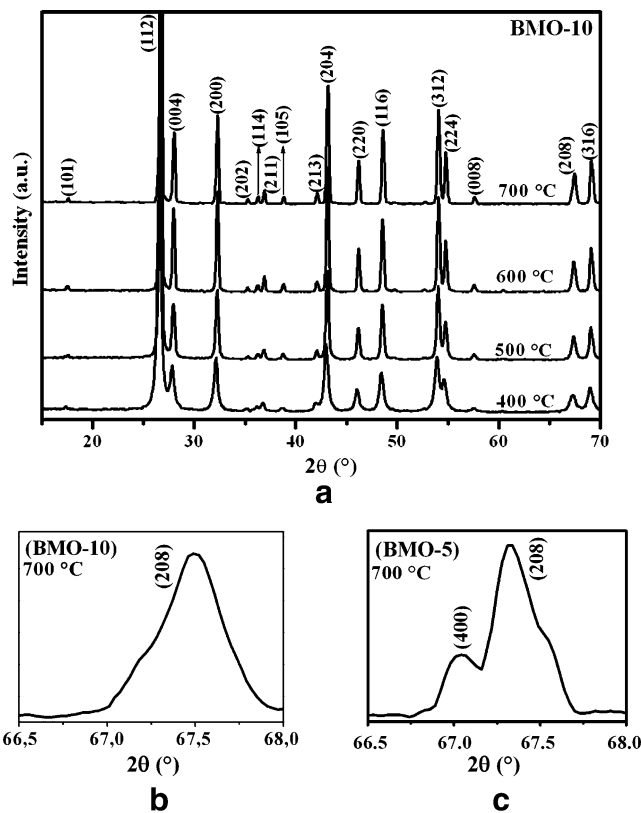 BMO-10
(112)
(101)
(004)
(200)
(202)
(114)
(211)
(105)
(213)
(204)
(220)
(116)
(312)
(224)
(008)
(208)
(316)
700 °C
600 °C
500 °C
400 °C
Intensity (a.u.)
20 30 40 50 60 70
2θ (°)
a
(BMO-10)
700 °C
(208)
66,5 67,0 67,5 68,0
2θ (°)
b
(BMO-5)
700 °C
(400)
(208)
66.5 67.0 67.5 68.0
2θ (°)
c